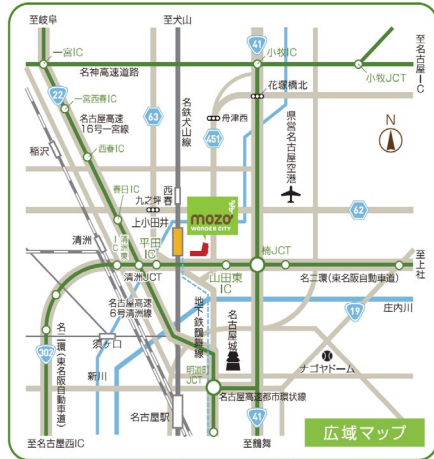 至岐阜
至犬山
41
小牧IC
至名古屋IC
一宮IC
名神高速道路
小牧JCT
22
一宮西春IC
花塚橋北
名鉄犬山線
63
舟津西
県営名古屋空港
N
名古屋高速
16号一宮線
451
稲沢
西春IC
西春
春日IC
九之坪
mozo
WONDER CITY
62
上小田井
清洲
清洲東IC
平田IC
楠JCT
至上社
清洲JCT
山田東IC
名二環(東名阪自動車道)
名古屋高速
6号清洲線
地下鉄鶴舞線
庄内川
19
302
名二環(東名阪自動車道)
須ケ口
名古屋城
ナゴヤドーム
新川
明道町JCT
名古屋高速都市環状線
名古屋駅
41
至名古屋西IC
至鶴舞
広域マップ